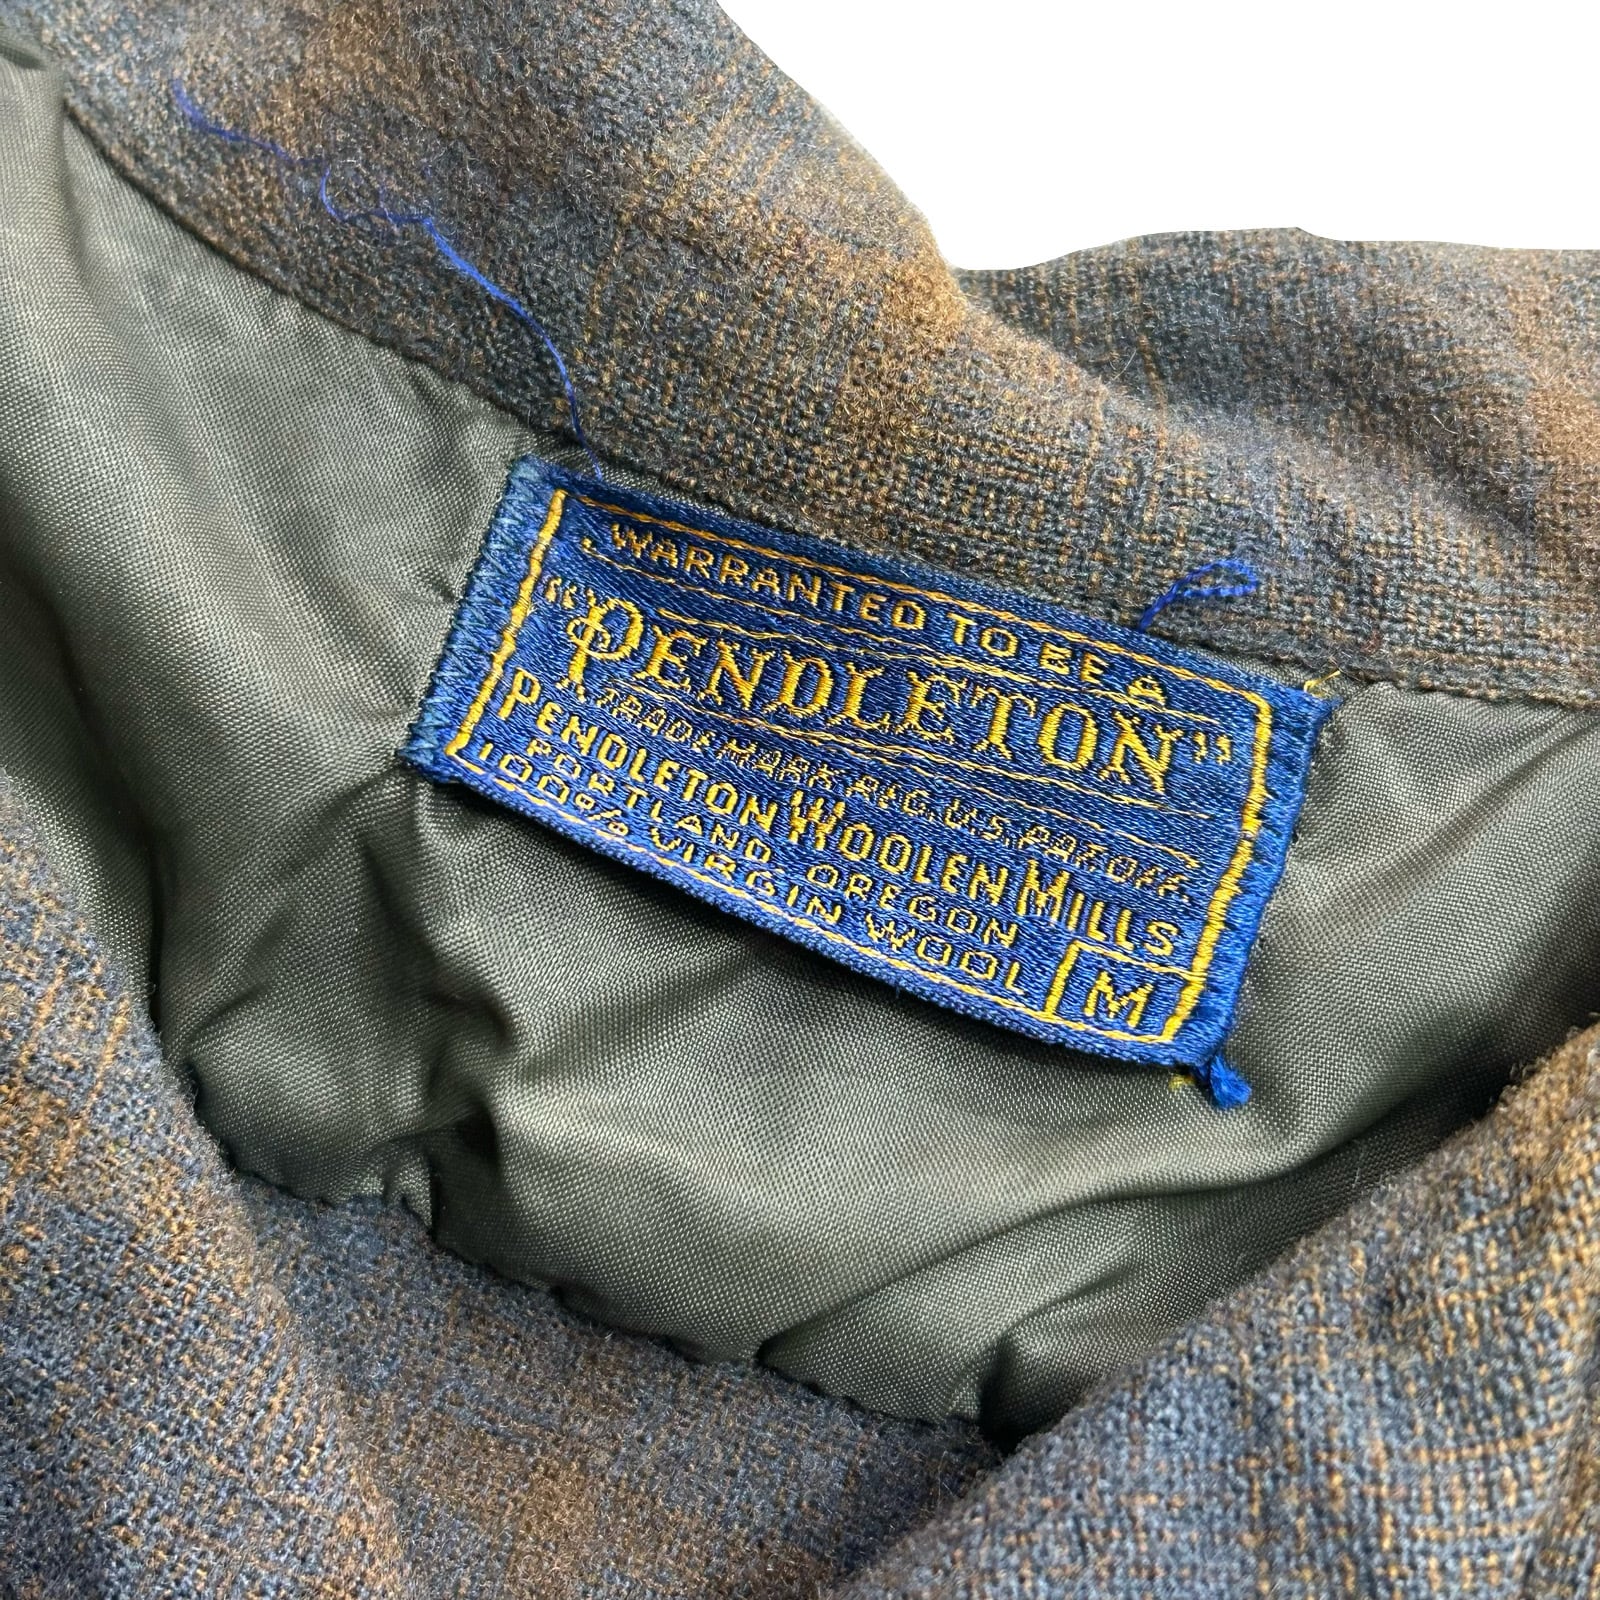 WARRANTED TO BE A
"PENDLETON"
TRADE MARK REG. U.S. PAT. OFF.
PENDLETON WOOLEN MILLS
PORTLAND, OREGON
100% VIRGIN WOOL
M